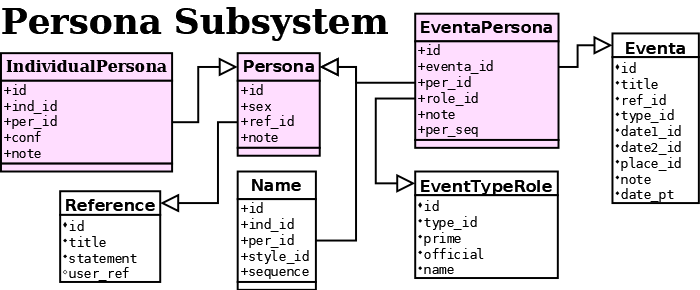 Persona Subsystem
IndividualPersona
+id
+ind_id
+per_id
+conf
+note
Persona
+id
+sex
+ref_id
+note
EventaPersona
+id
+eventa_id
+per_id
+role_id
+note
+per_seq
Eventa
id
title
ref_id
type_id
date1_id
date2_id
place_id
note
date_pt
Reference
id
title
statement
user_ref
Name
+id
+ind_id
+per_id
+style_id
+sequence
EventTypeRole
id
type_id
prime
official
name